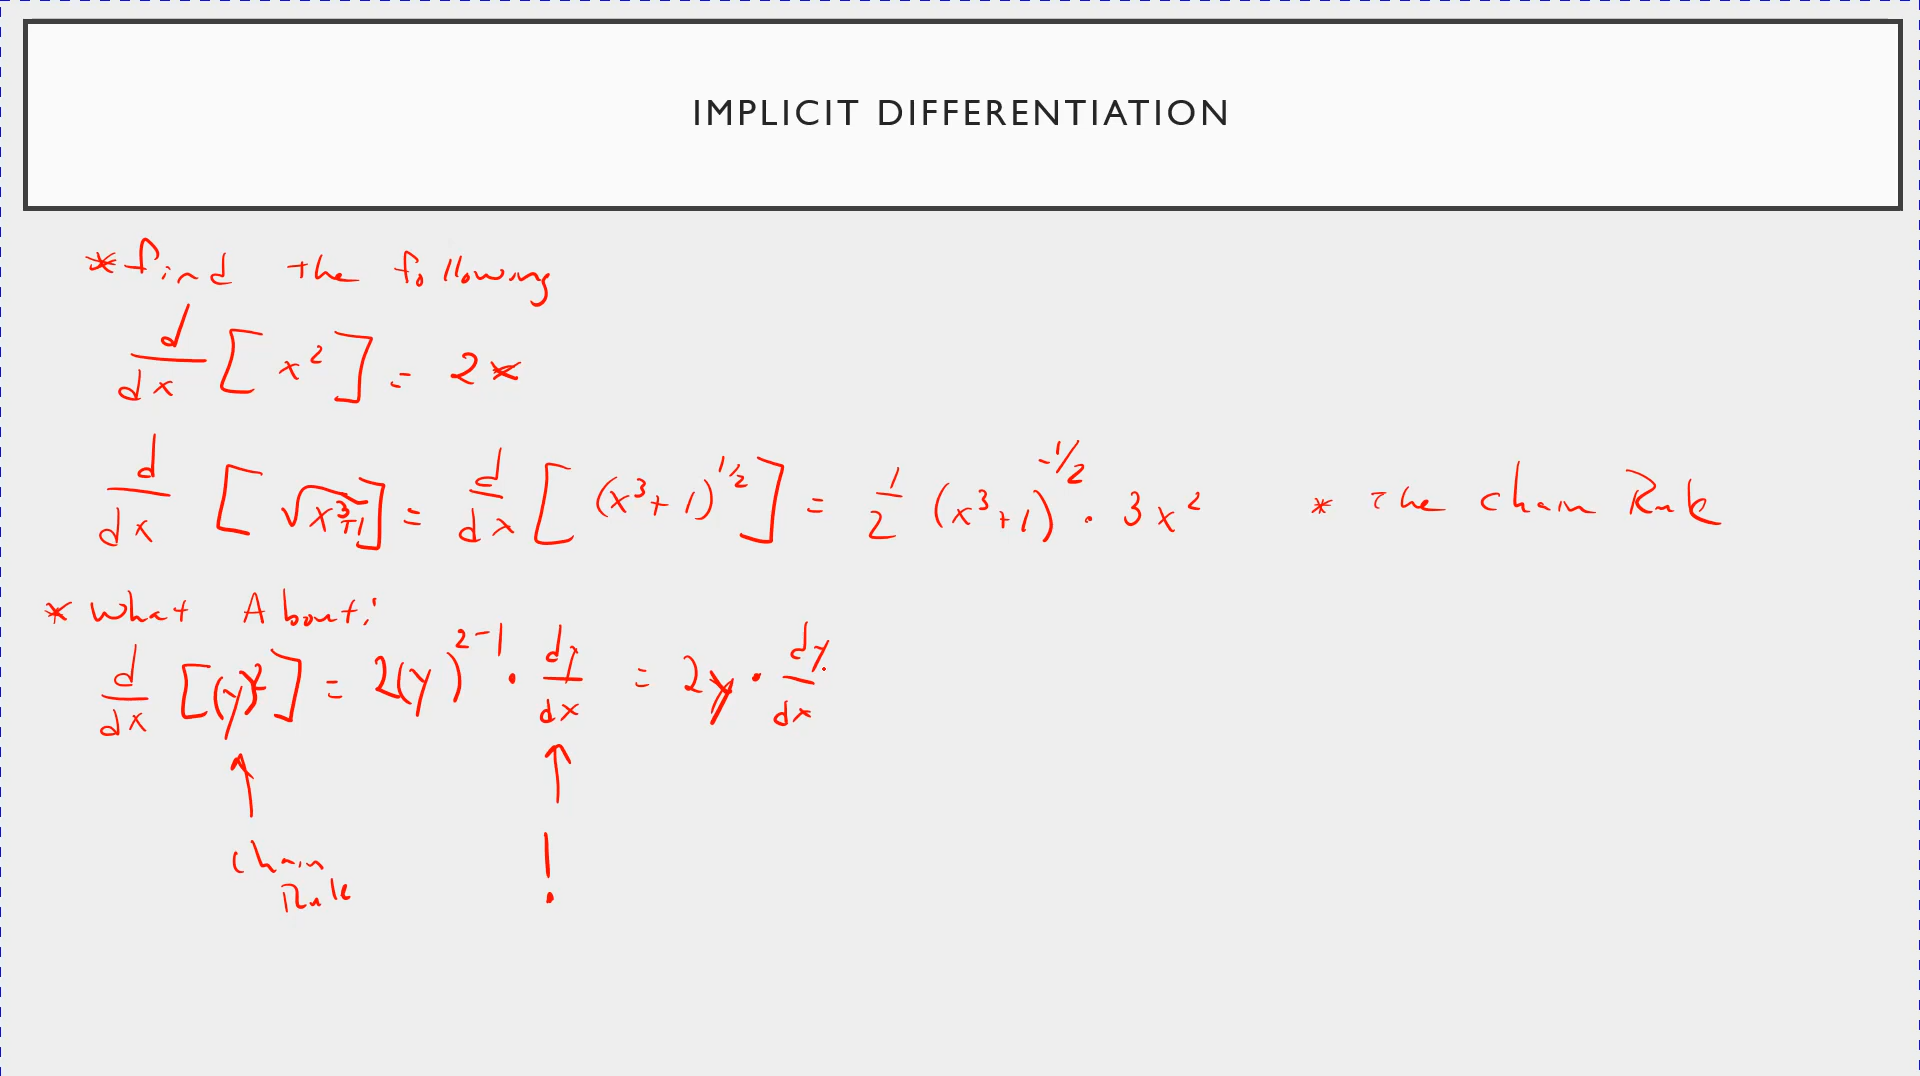 IMPLICIT DIFFERENTIATION
* find the following
d/dx [x²] = 2x
d/dx [√(x³+1)] = d/dx [(x³+1)^1/2] = 1/2 (x³+1)^-1/2 · 3x² * The Chain Rule
* What About:
d/dx [(y)²] = 2(y)^2-1 · dy/dx = 2y · dy/dx
Chain
Rule
!